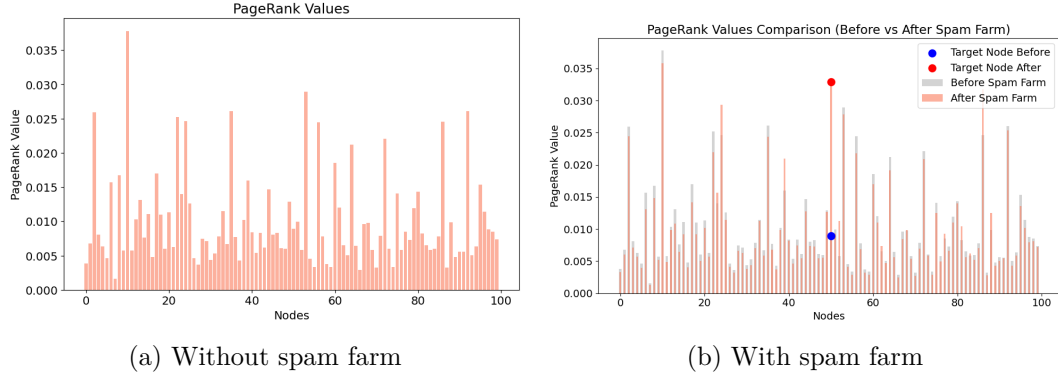 PageRank Values
PageRank Value
0.035
0.030
0.025
0.020
0.015
0.010
0.005
0.000
0 20 40 60 80 100
Nodes
(a) Without spam farm
PageRank Values Comparison (Before vs After Spam Farm)
Target Node Before
Target Node After
Before Spam Farm
After Spam Farm
PageRank Value
0.035
0.030
0.025
0.020
0.015
0.010
0.005
0.000
0 20 40 60 80 100
Nodes
(b) With spam farm